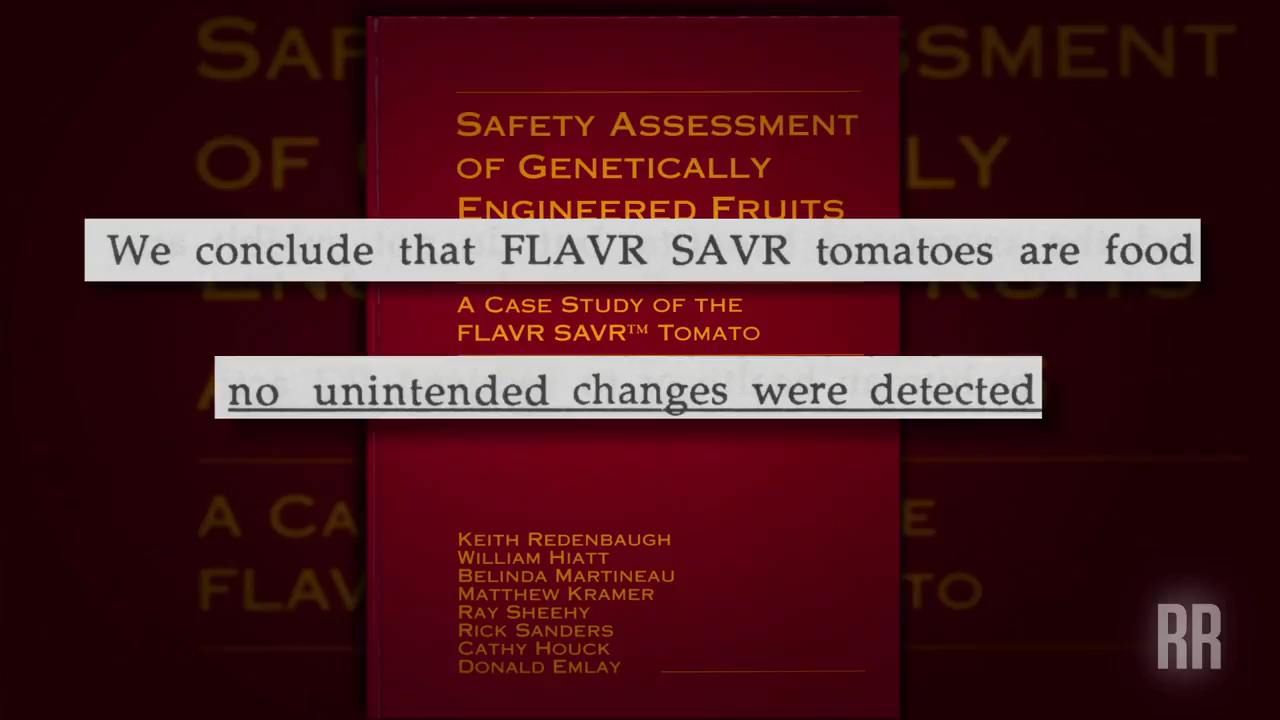 SAFETY ASSESSMENT
OF GENETICALLY
ENGINEERED FRUITS
We conclude that FLAVR SAVR tomatoes are food
A CASE STUDY OF THE
FLAVR SAVR™ TOMATO
no unintended changes were detected
KEITH REDENBAUGH
WILLIAM HIATT
BELINDA MARTINEAU
MATTHEW KRAMER
RAY SHEEHY
RICK SANDERS
CATHY HOUCK
DONALD EMLAY
RR